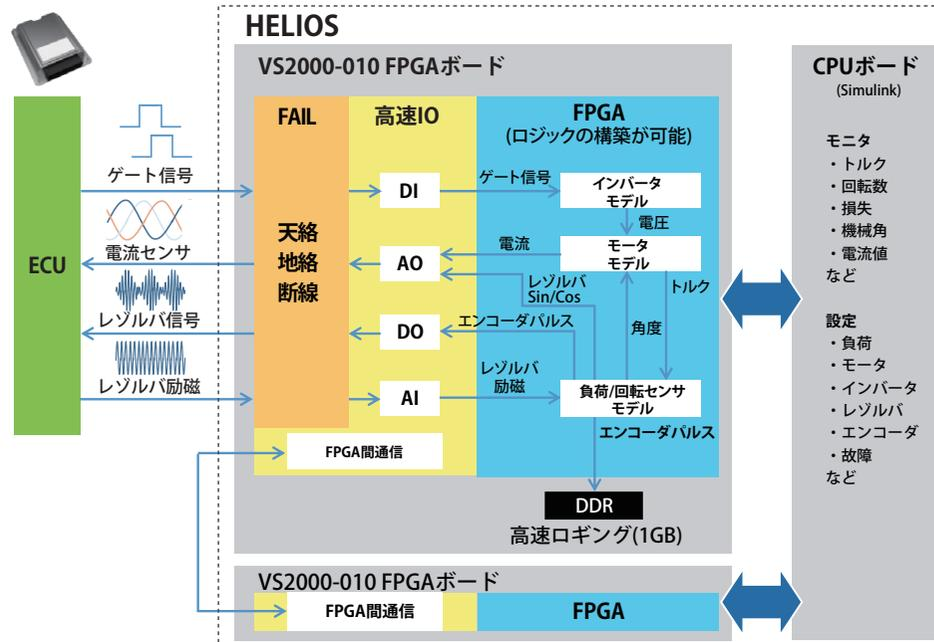 HELIOS
VS2000-010 FPGAボード
CPUボード
(Simulink)
FAIL
高速IO
FPGA
(ロジックの構築が可能)
ECU
ゲート信号
電流センサ
レゾルバ信号
レゾルバ励磁
天絡
地絡
断線
DI
AO
DO
AI
ゲート信号
インバータ
モデル
電圧
電流
モータ
モデル
レゾルバ
Sin/Cos
トルク
エンコーダパルス
角度
レゾルバ
励磁
負荷/回転センサ
モデル
エンコーダパルス
FPGA間通信
DDR
高速ロギング(1GB)
モニタ
・トルク
・回転数
・損失
・機械角
・電流値
など
設定
・負荷
・モータ
・インバータ
・レゾルバ
・エンコーダ
・故障
など
VS2000-010 FPGAボード
FPGA間通信
FPGA